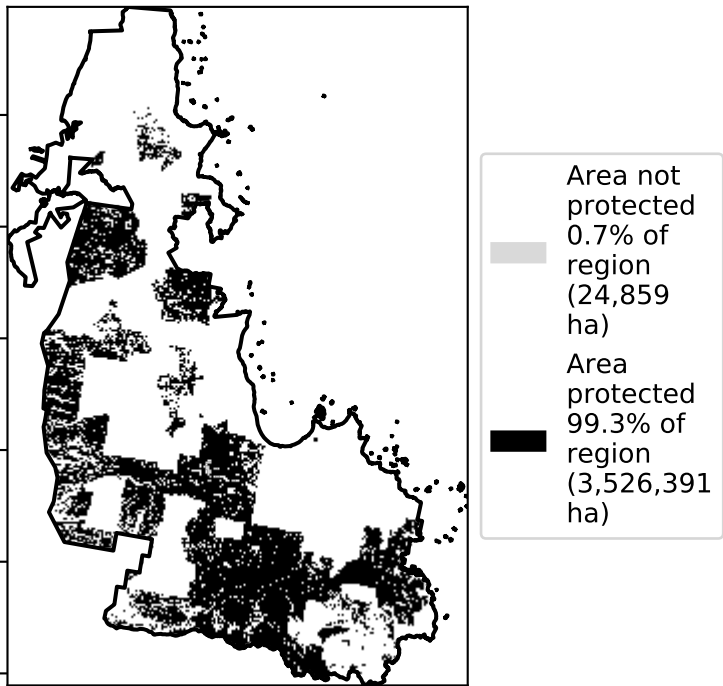 Area not
protected
0.7% of
region
(24,859
ha)
Area
protected
99.3% of
region
(3,526,391
ha)